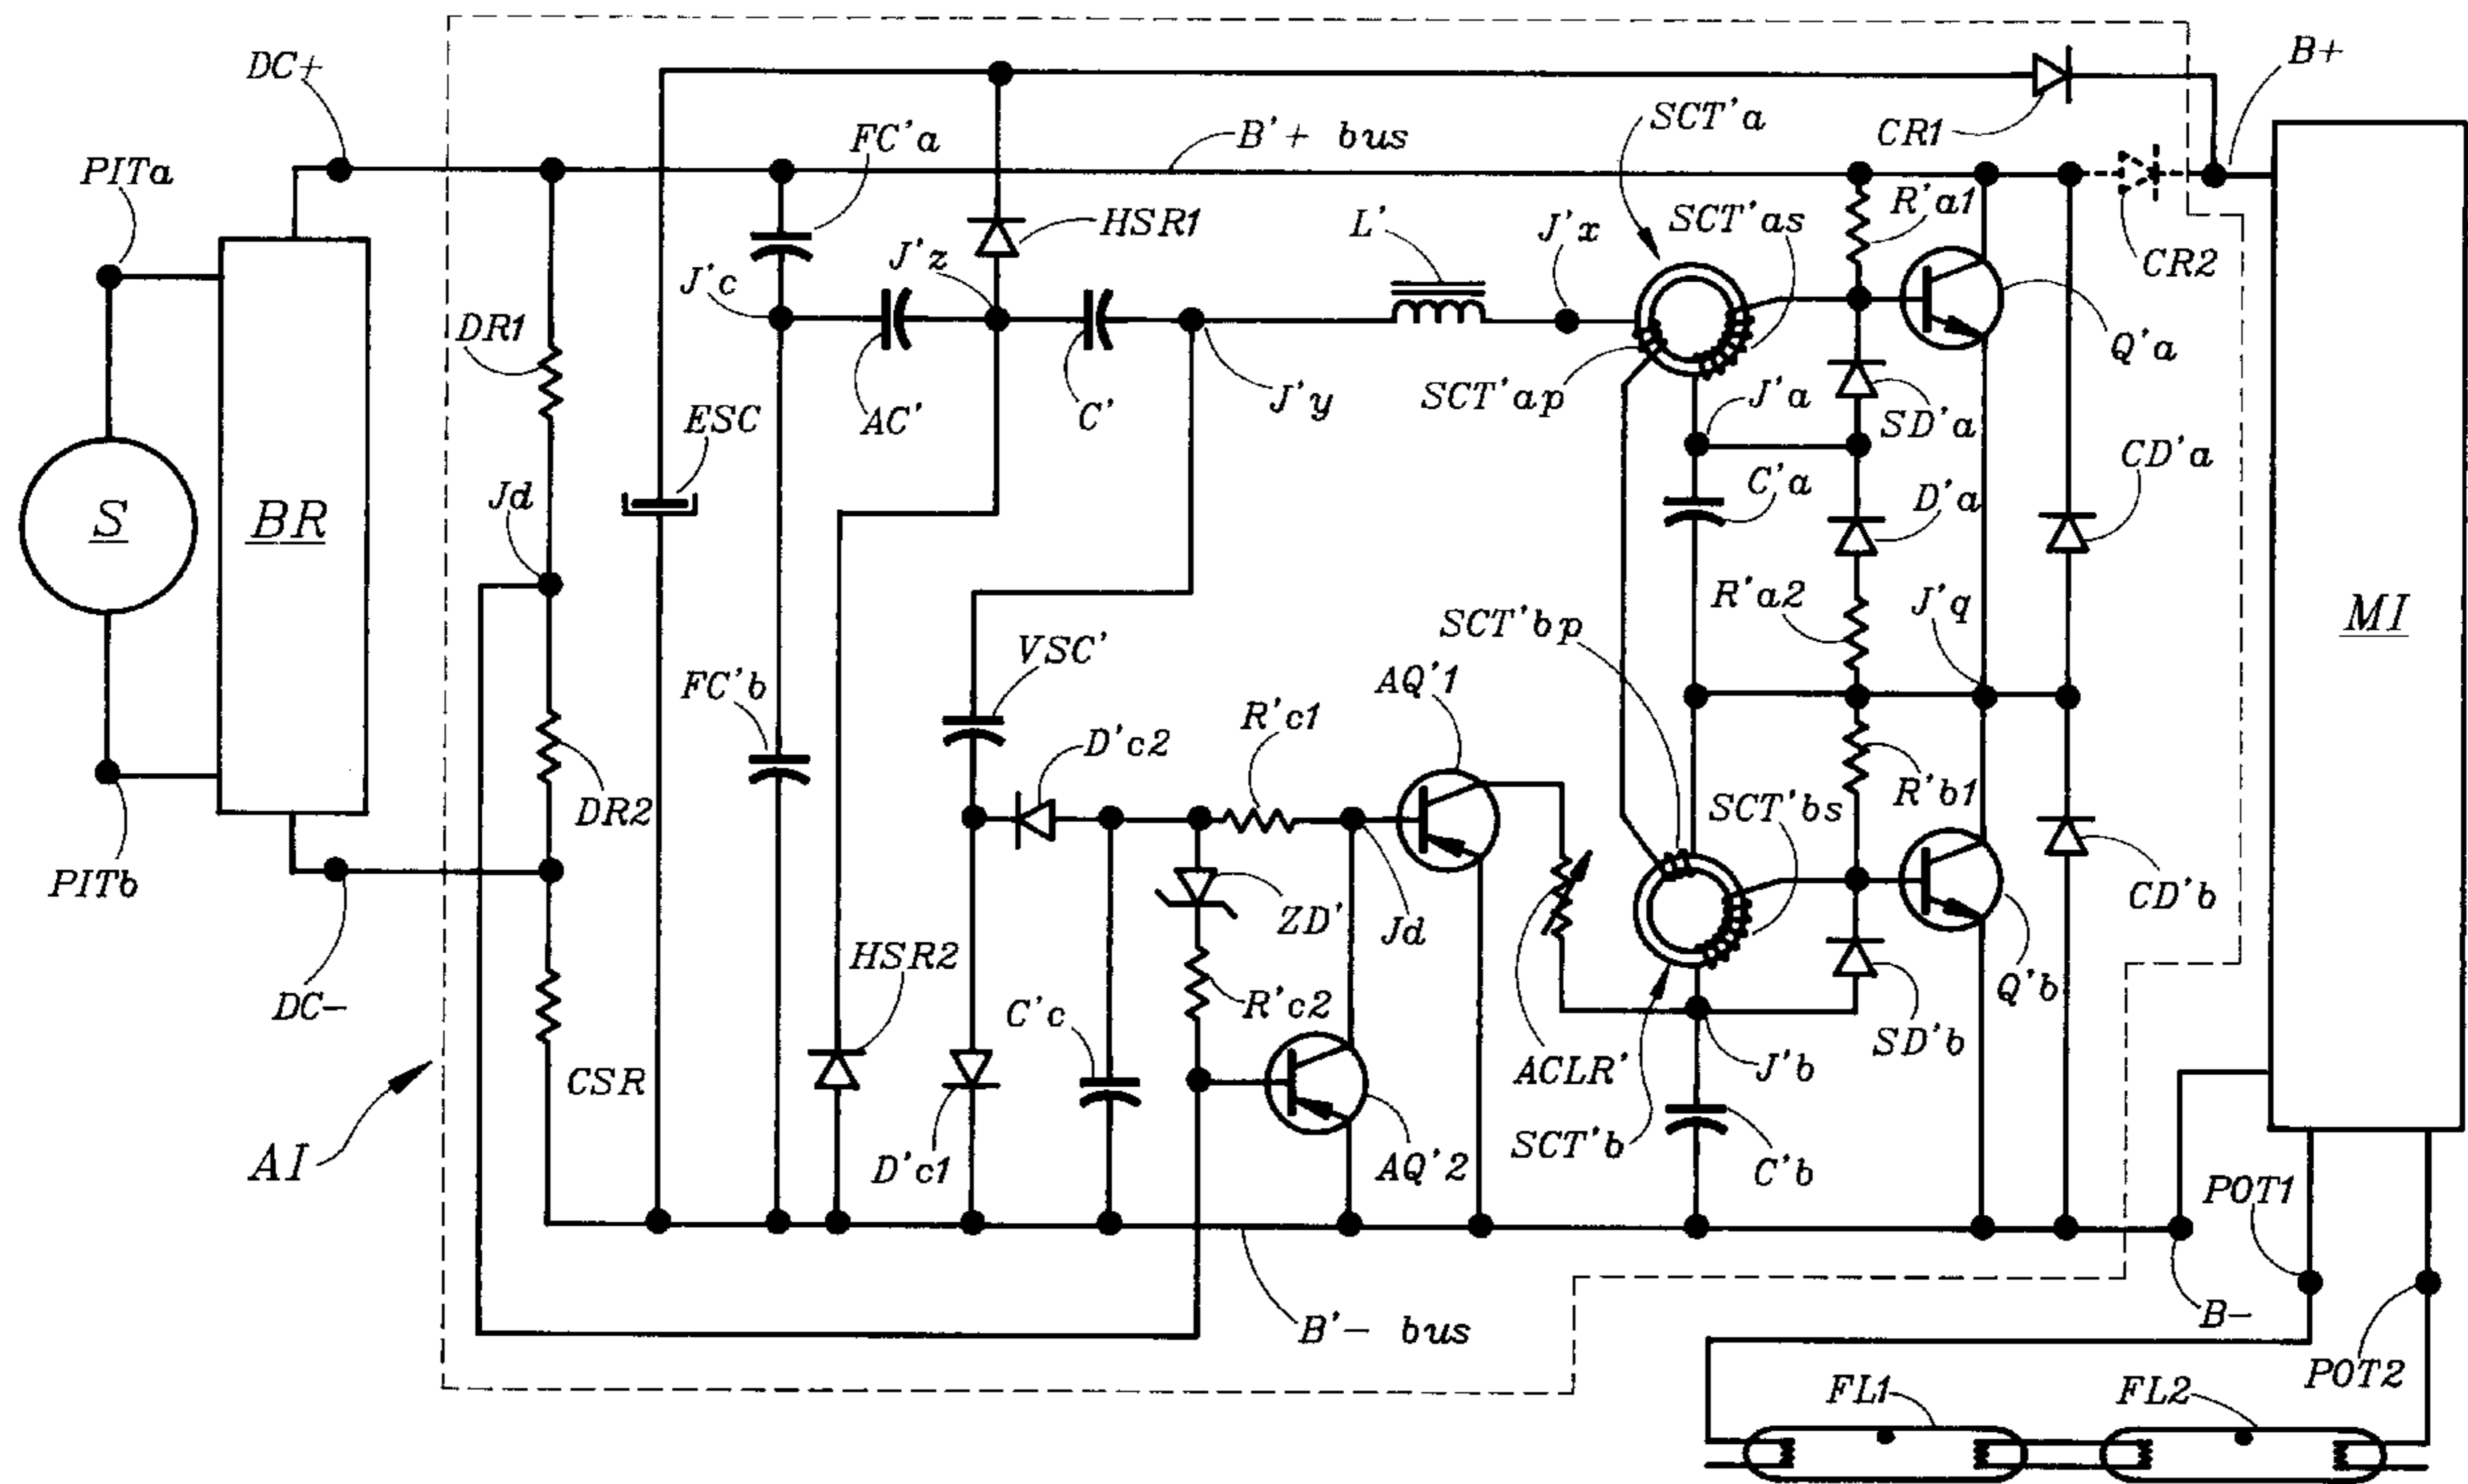 DC+
B+
SCT'a
FC'a
B'+ bus
CR1
PITa
R'a1
SCT'as
HSR1
L'
J'x
J'z
CR2
J'c
DR1
Q'a
SCT'ap
J'a
J'y
C'
AC'
ESC
SD'a
CD'a
C'a
Jd
D'a
S
BR
R'a2
J'q
MI
SCT'bp
VSC'
FC'b
AQ'1
R'c1
D'c2
R'b1
SCT'bs
DR2
PITb
CD'b
ZD'
Jd
HSR2
DC-
Q'b
R'c2
C'c
SD'b
J'b
ACLR'
CSR
SCT'b
AI
D'c1
AQ'2
C'b
POT1
B-
B'- bus
POT2
FL1
FL2